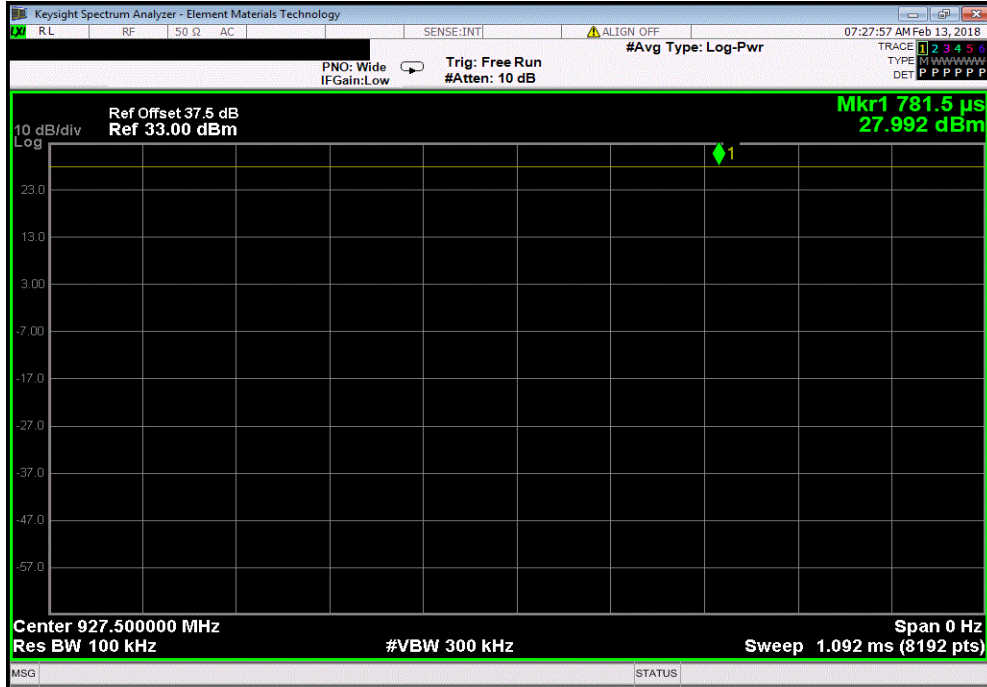 Keysight Spectrum Analyzer - Element Materials Technology
LXI RL RF 50 Ω AC SENSE:INT ALIGN OFF 07:27:57 AM Feb 13, 2018
#Avg Type: Log-Pwr
TRACE 1 2 3 4 5 6
PNO: Wide Trig: Free Run
TYPE M WWWWW
IFGain:Low #Atten: 10 dB
DET P P P P P P
Mkr1 781.5 µs
Ref Offset 37.5 dB
10 dB/div Ref 33.00 dBm
27.992 dBm
Log
1
23.0
13.0
3.00
-7.00
-17.0
-27.0
-37.0
-47.0
-57.0
Center 927.500000 MHz Span 0 Hz
Res BW 100 kHz #VBW 300 kHz Sweep 1.092 ms (8192 pts)
MSG STATUS